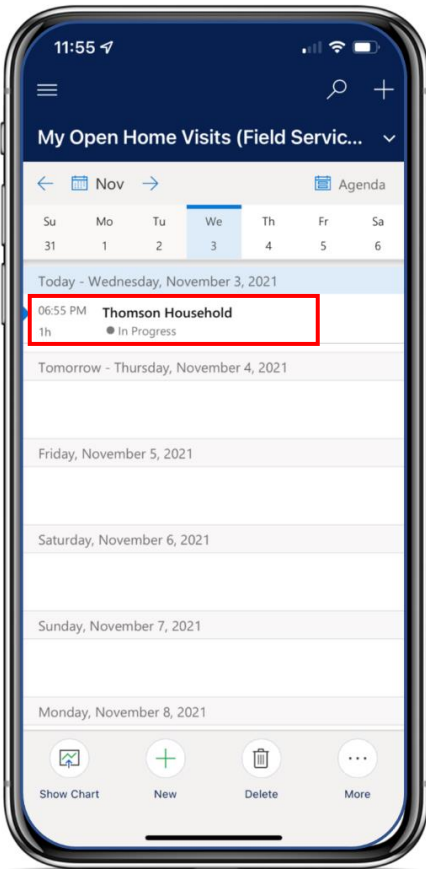 11:55
My Open Home Visits (Field Servic...
Nov
Agenda
Su Mo Tu We Th Fr Sa
31 1 2 3 4 5 6
Today - Wednesday, November 3, 2021
06:55 PM Thomson Household
1h In Progress
Tomorrow - Thursday, November 4, 2021
Friday, November 5, 2021
Saturday, November 6, 2021
Sunday, November 7, 2021
Monday, November 8, 2021
Show Chart New Delete More